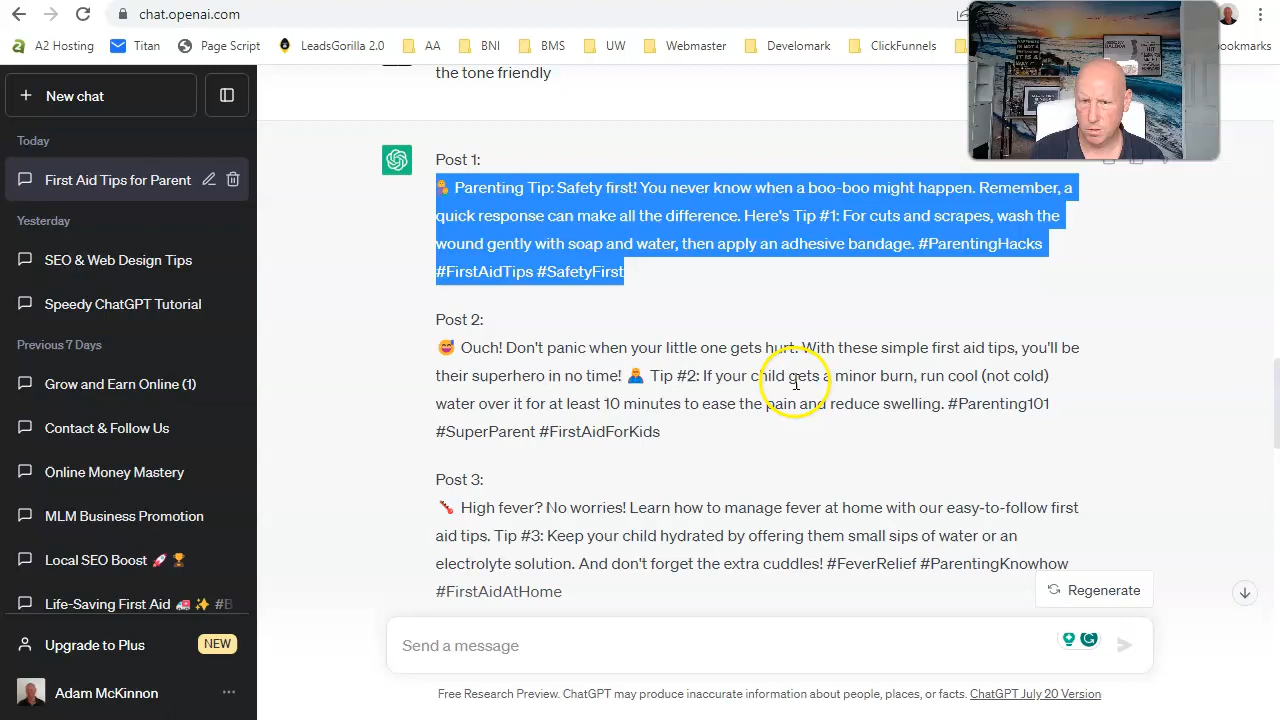 chat.openai.com
A2 Hosting
Titan
Page Script
LeadsGorilla 2.0
AA
BNI
BMS
UW
Webmaster
Develomark
ClickFunnels
New chat
the tone friendly
Today
First Aid Tips for Parent
Yesterday
SEO & Web Design Tips
Speedy ChatGPT Tutorial
Previous 7 Days
Grow and Earn Online (1)
Contact & Follow Us
Online Money Mastery
MLM Business Promotion
Local SEO Boost 🚀 🏆
Life-Saving First Aid 🚑 ✨
Upgrade to Plus
NEW
Adam McKinnon
Post 1:
Parenting Tip: Safety first! You never know when a boo-boo might happen. Remember, a
quick response can make all the difference. Here's Tip #1: For cuts and scrapes, wash the
wound gently with soap and water, then apply an adhesive bandage. #ParentingHacks
#FirstAidTips #SafetyFirst
Post 2:
😅 Ouch! Don't panic when your little one gets hurt. With these simple first aid tips, you'll be
their superhero in no time! Tip #2: If your child gets a minor burn, run cool (not cold)
water over it for at least 10 minutes to ease the pain and reduce swelling. #Parenting101
#SuperParent #FirstAidForKids
Post 3:
High fever? No worries! Learn how to manage fever at home with our easy-to-follow first
aid tips. Tip #3: Keep your child hydrated by offering them small sips of water or an
electrolyte solution. And don't forget the extra cuddles! #FeverRelief #ParentingKnowhow
#FirstAidAtHome
Regenerate
Send a message
Free Research Preview. ChatGPT may produce inaccurate information about people, places, or facts. ChatGPT July 20 Version